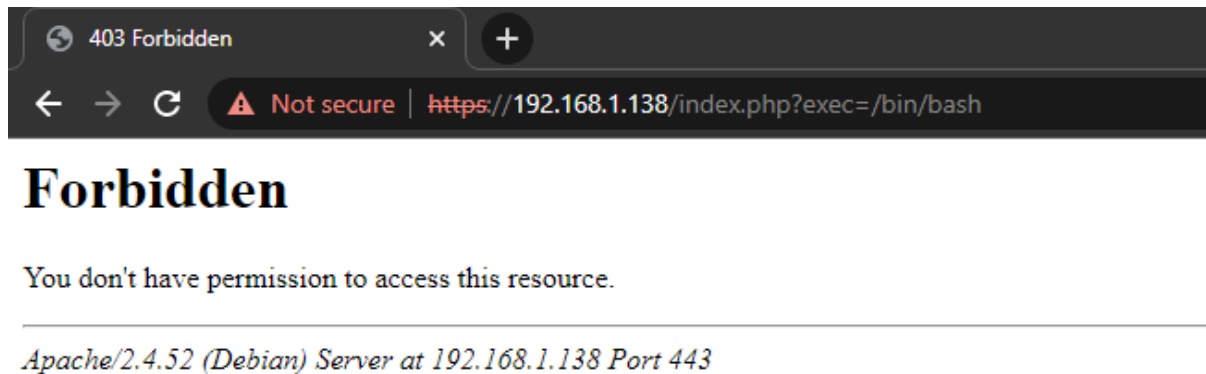 403 Forbidden
Not secure | https://192.168.1.138/index.php?exec=/bin/bash
Forbidden
You don't have permission to access this resource.
Apache/2.4.52 (Debian) Server at 192.168.1.138 Port 443